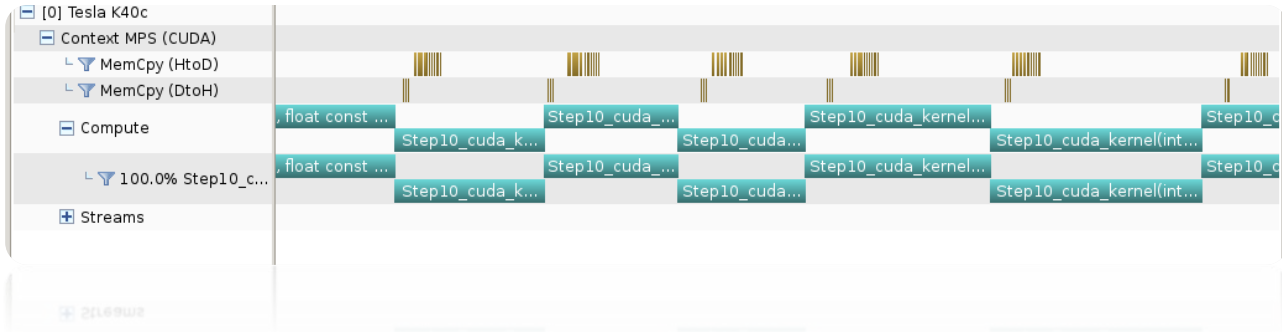 [0] Tesla K40c
Context MPS (CUDA)
MemCpy (HtoD)
MemCpy (DtoH)
, float const ... Step10_cuda_... Step10_cuda_kernel... Step10_c
Compute
Step10_cuda_k... Step10_cuda... Step10_cuda_kernel(int...
, float const ... Step10_cuda_... Step10_cuda_kernel... Step10_c
100.0% Step10_c...
Step10_cuda_k... Step10_cuda... Step10_cuda_kernel(int...
Streams